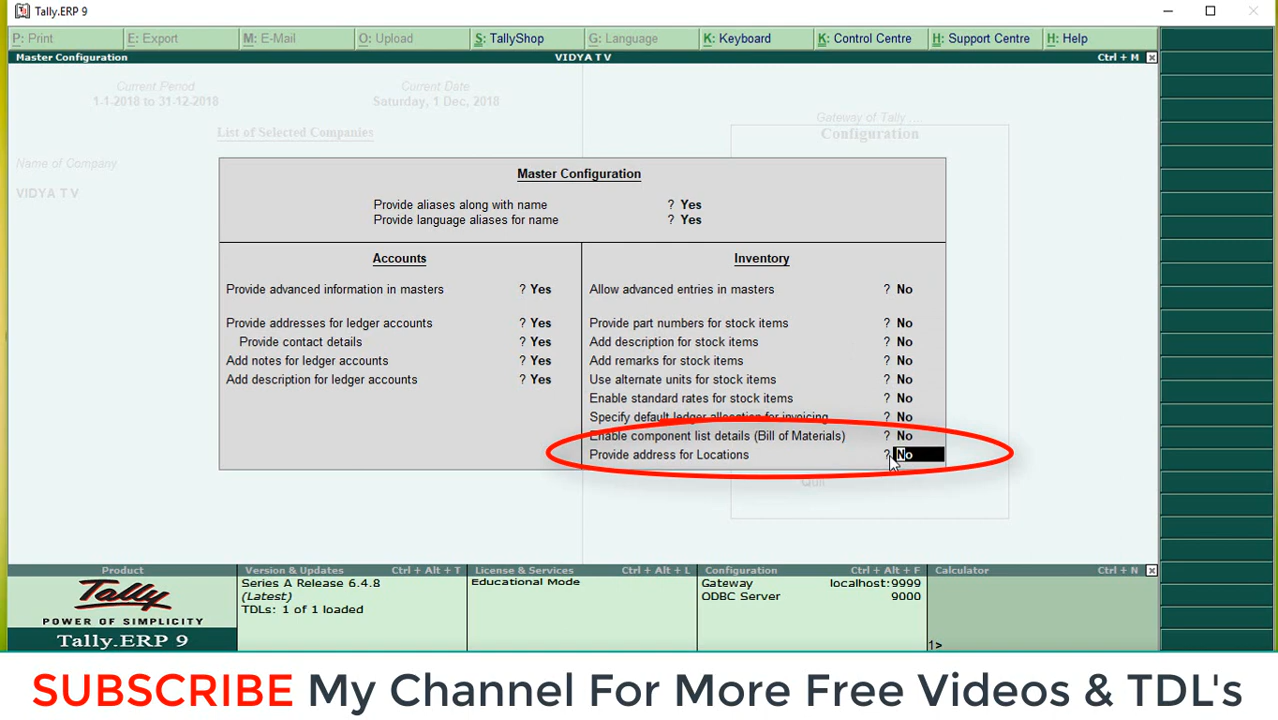 Tally.ERP 9
P: Print
E: Export
M: E-Mail
O: Upload
S: TallyShop
G: Language
K: Keyboard
K: Control Centre
H: Support Centre
H: Help
Master Configuration
VIDYA T V
Ctrl + M
Current Period
1-1-2018 to 31-12-2018
Current Date
Saturday, 1 Dec, 2018
List of Selected Companies
Name of Company
VIDYA T V
Gateway of Tally ....
Configuration
Master Configuration
Provide aliases along with name ? Yes
Provide language aliases for name ? Yes
Accounts
Provide advanced information in masters ? Yes
Provide addresses for ledger accounts ? Yes
Provide contact details ? Yes
Add notes for ledger accounts ? Yes
Add description for ledger accounts ? Yes
Inventory
Allow advanced entries in masters ? No
Provide part numbers for stock items ? No
Add description for stock items ? No
Add remarks for stock items ? No
Use alternate units for stock items ? No
Enable standard rates for stock items ? No
Specify default ledger allocation for invoicing ? No
Enable component list details (Bill of Materials) ? No
Provide address for Locations ? No
Quit
Product
Tally
POWER OF SIMPLICITY
Tally.ERP 9
Version & Updates Ctrl + Alt + T
Series A Release 6.4.8
(Latest)
TDLs: 1 of 1 loaded
License & Services Ctrl + Alt + L
Educational Mode
Configuration Ctrl + Alt + F
Gateway localhost:9999
ODBC Server 9000
Calculator Ctrl + N
1>
SUBSCRIBE My Channel For More Free Videos & TDL's